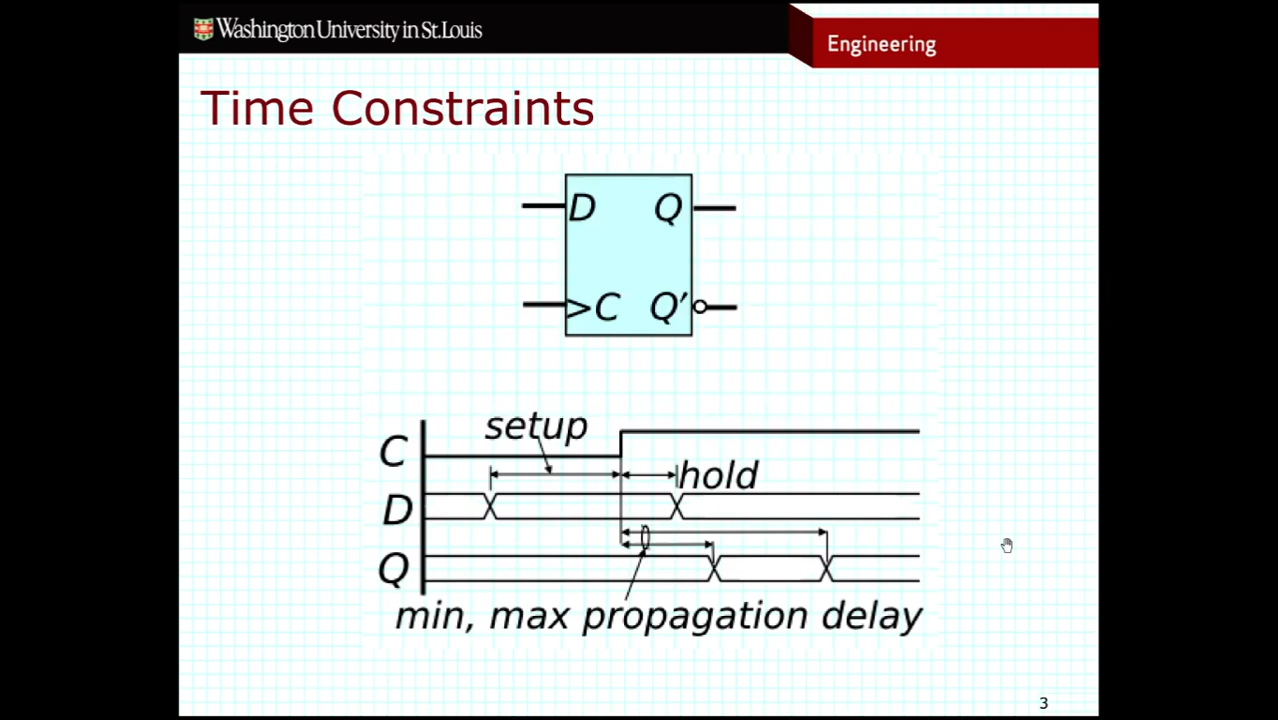 Washington University in St. Louis
Engineering
Time Constraints
D Q
>C Q′
setup
C
hold
D
Q
min, max propagation delay
3